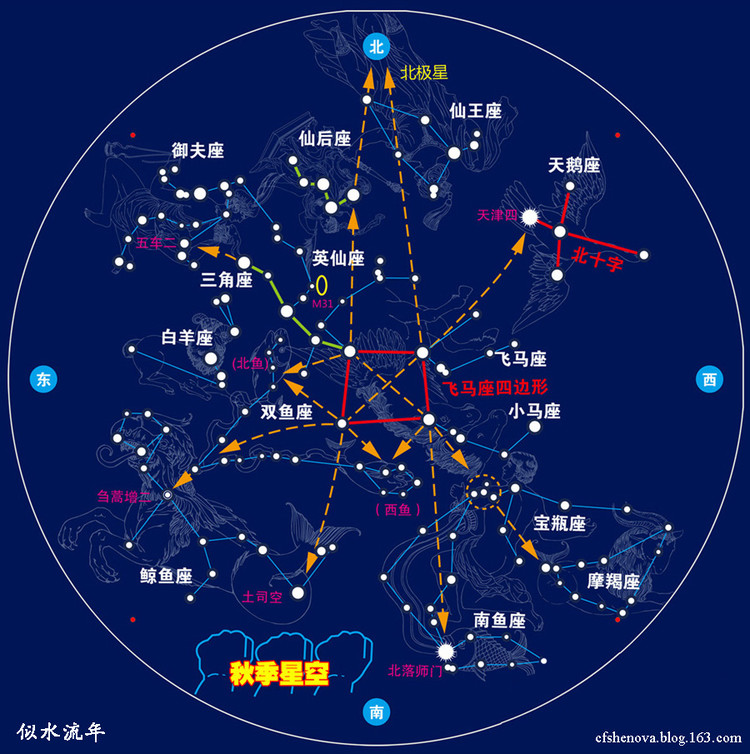 北
北极星
仙王座
仙后座
御夫座
天鹅座
天津四
五车二
北十字
英仙座
三角座
M31
白羊座
(北鱼)
飞马座
东
西
飞马座四边形
双鱼座
小马座
刍蒿增二
(西鱼)
宝瓶座
鲸鱼座
摩羯座
土司空
南鱼座
秋季星空
北落师门
南
似水流年
cfshenova.blog.163.com